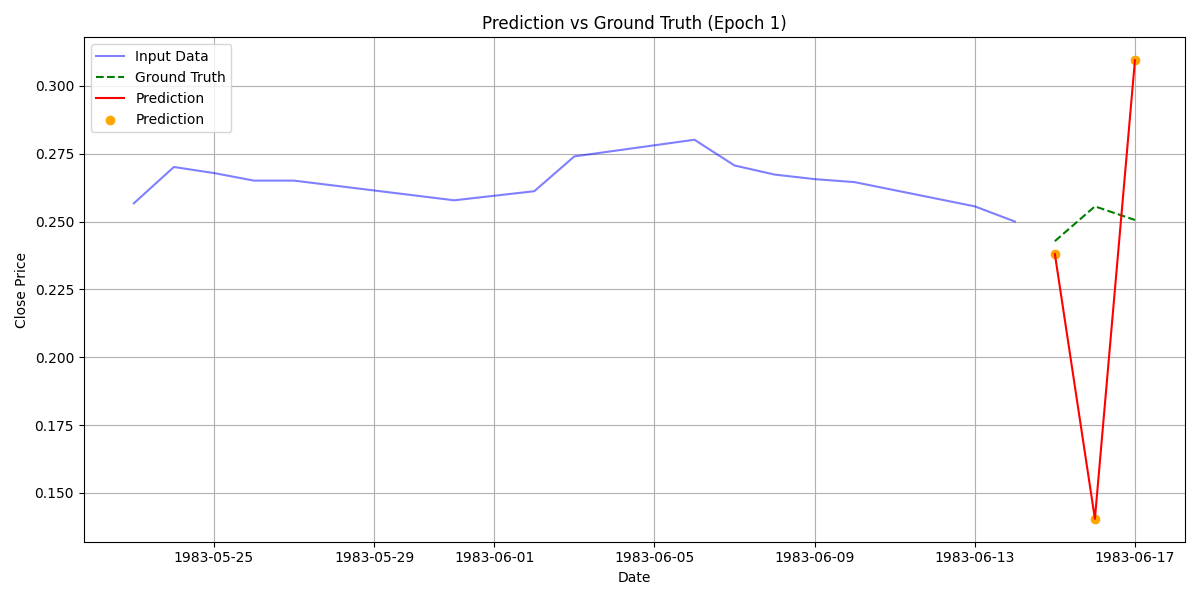 Prediction vs Ground Truth (Epoch 1)
Input Data
Ground Truth
Prediction
Prediction
0.300
0.275
0.250
0.225
0.200
0.175
0.150
Close Price
1983-05-25
1983-05-29
1983-06-01
1983-06-05
1983-06-09
1983-06-13
1983-06-17
Date